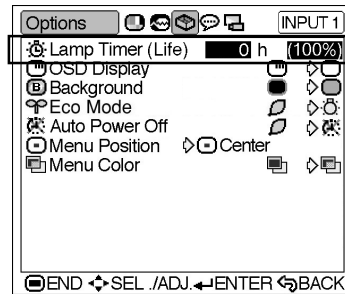 Options INPUT 1
Lamp Timer (Life) 0 h (100%)
OSD Display
B Background
Eco Mode
Auto Power Off
Menu Position Center
Menu Color
END SEL ./ADJ. ENTER BACK